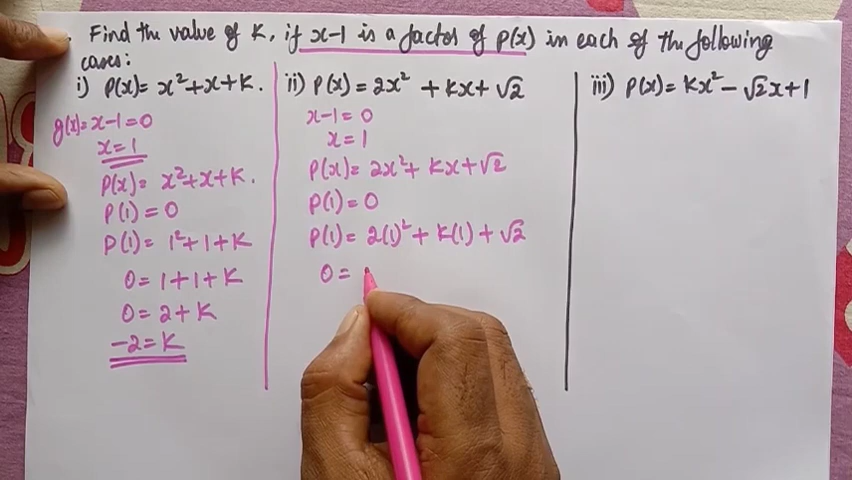 Find the value of K, if x-1 is a factor of P(x) in each of the following
cases:
i) P(x)= x²+x+K.
g(x)=x-1=0
x=1
P(x)= x²+x+K.
P(1)=0
P(1)= 1²+1+K
0=1+1+K
0=2+K
-2=K
ii) P(x)= 2x² +Kx+√2
x-1=0
x=1
P(x)= 2x²+ Kx+√2
P(1)=0
P(1)= 2(1)²+K(1)+√2
0=
iii) P(x)= Kx²-√2x+1